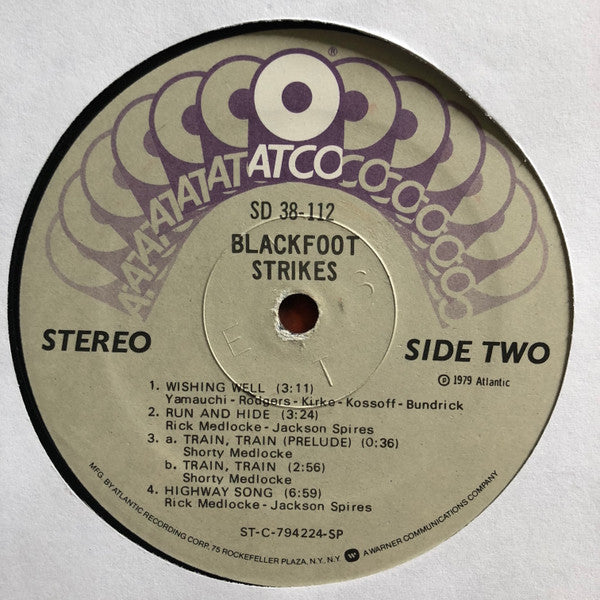 ®
ATATATATATATCOCOCOCOCOCO
SD 38-112
BLACKFOOT
STRIKES
STEREO
SIDE TWO
℗ 1979 Atlantic
1. WISHING WELL (3:11)
Yamauchi - Rodgers - Kirke - Kossoff - Bundrick
2. RUN AND HIDE (3:24)
Rick Medlocke - Jackson Spires
3. a. TRAIN, TRAIN (PRELUDE) (0:36)
Shorty Medlocke
b. TRAIN, TRAIN (2:56)
Shorty Medlocke
4. HIGHWAY SONG (6:59)
Rick Medlocke - Jackson Spires
ST-C-794224-SP
MFG. BY ATLANTIC RECORDING CORP. 75 ROCKEFELLER PLAZA, N.Y. N.Y. A WARNER COMMUNICATIONS COMPANY